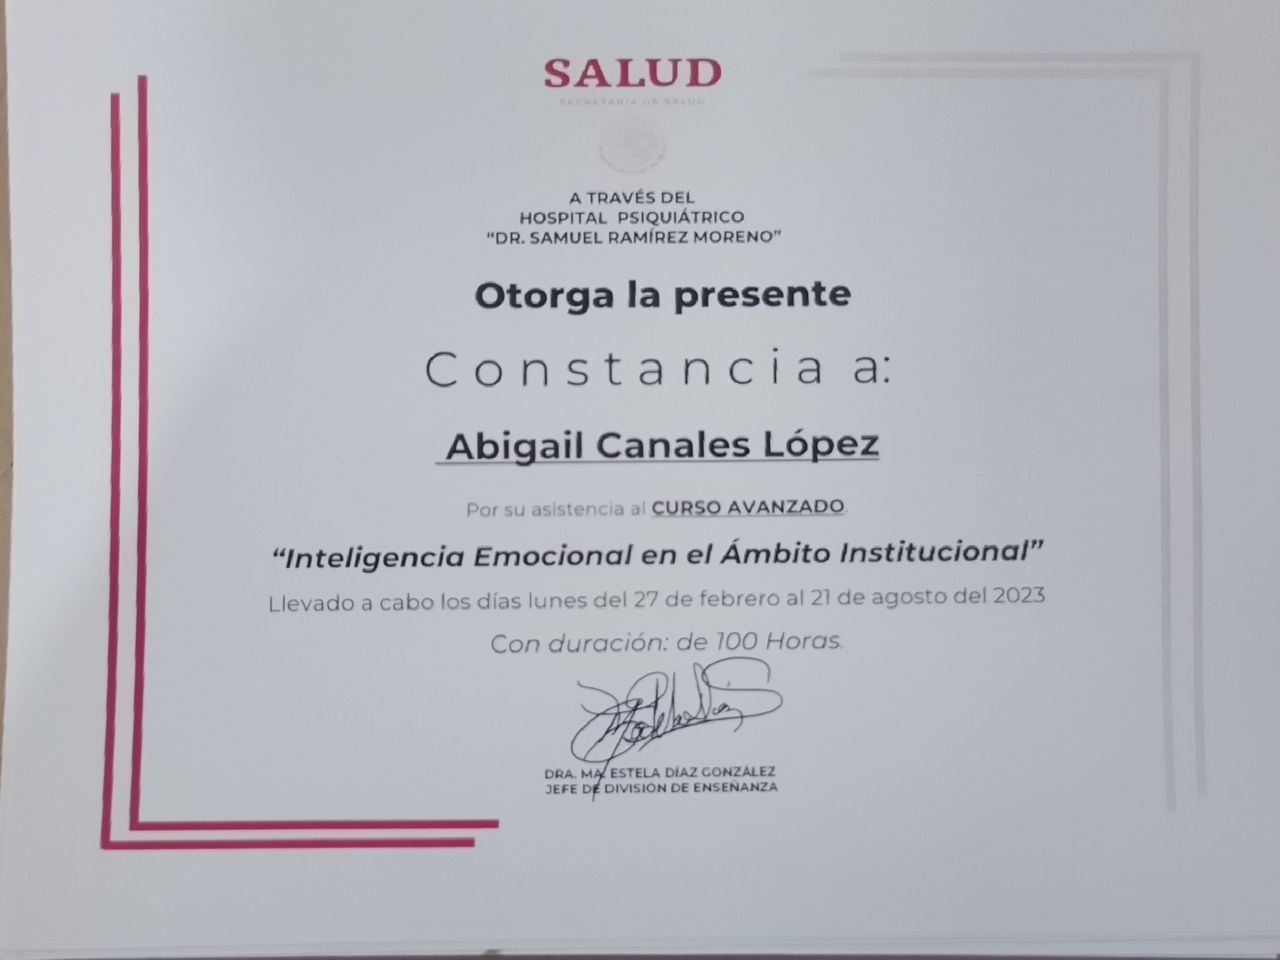 SALUD
SECRETARÍA DE SALUD
A TRAVÉS DEL
HOSPITAL PSIQUIÁTRICO
“DR. SAMUEL RAMÍREZ MORENO”
Otorga la presente
Constancia a:
Abigail Canales López
Por su asistencia al CURSO AVANZADO.
“Inteligencia Emocional en el Ámbito Institucional”
Llevado a cabo los días lunes del 27 de febrero al 21 de agosto del 2023
Con duración: de 100 Horas.
DRA. MA. ESTELA DÍAZ GONZÁLEZ
JEFE DE DIVISIÓN DE ENSEÑANZA